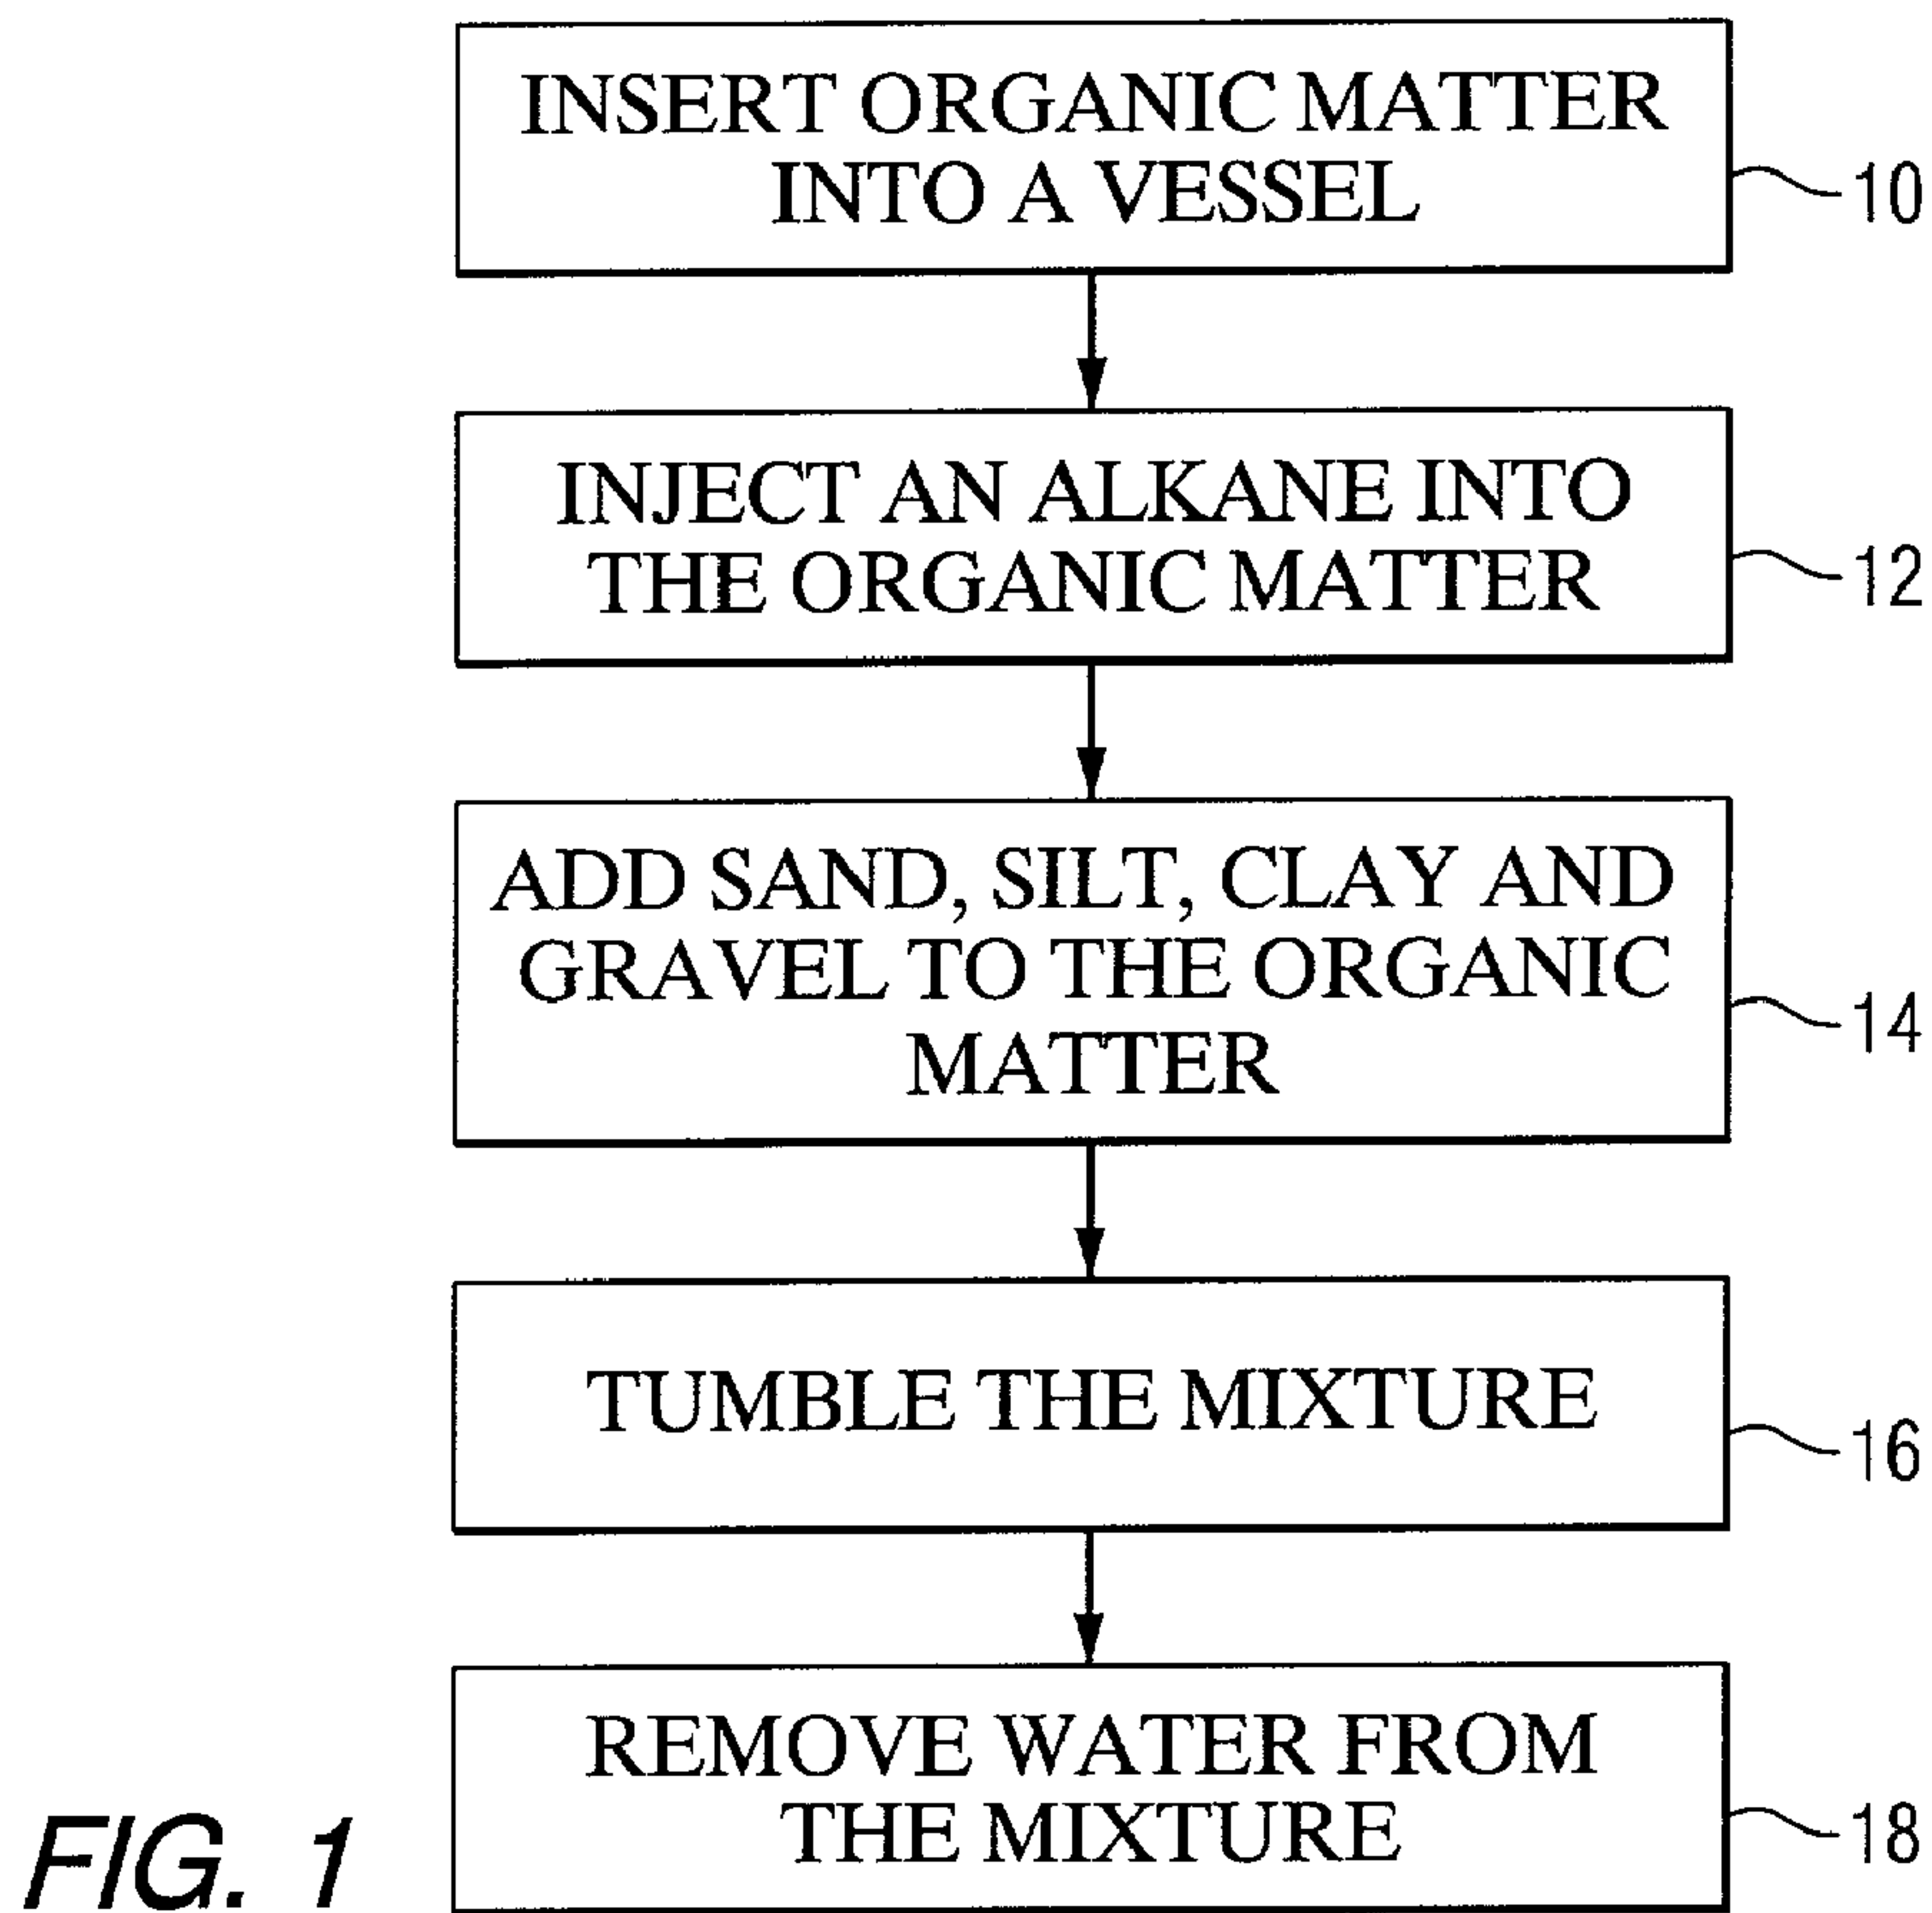 INSERT ORGANIC MATTER
INTO A VESSEL
10
INJECT AN ALKANE INTO
THE ORGANIC MATTER
12
ADD SAND, SILT, CLAY AND
GRAVEL TO THE ORGANIC
MATTER
14
TUMBLE THE MIXTURE
16
REMOVE WATER FROM
THE MIXTURE
18
FIG. 1